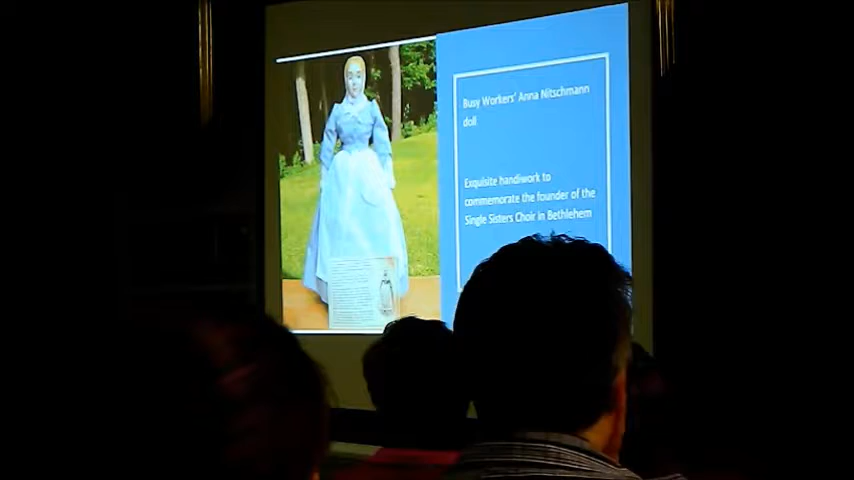 Busy Workers' Anna Nitschmann
doll
Exquisite handiwork to
commemorate the founder of the
Single Sisters Choir in Bethlehem